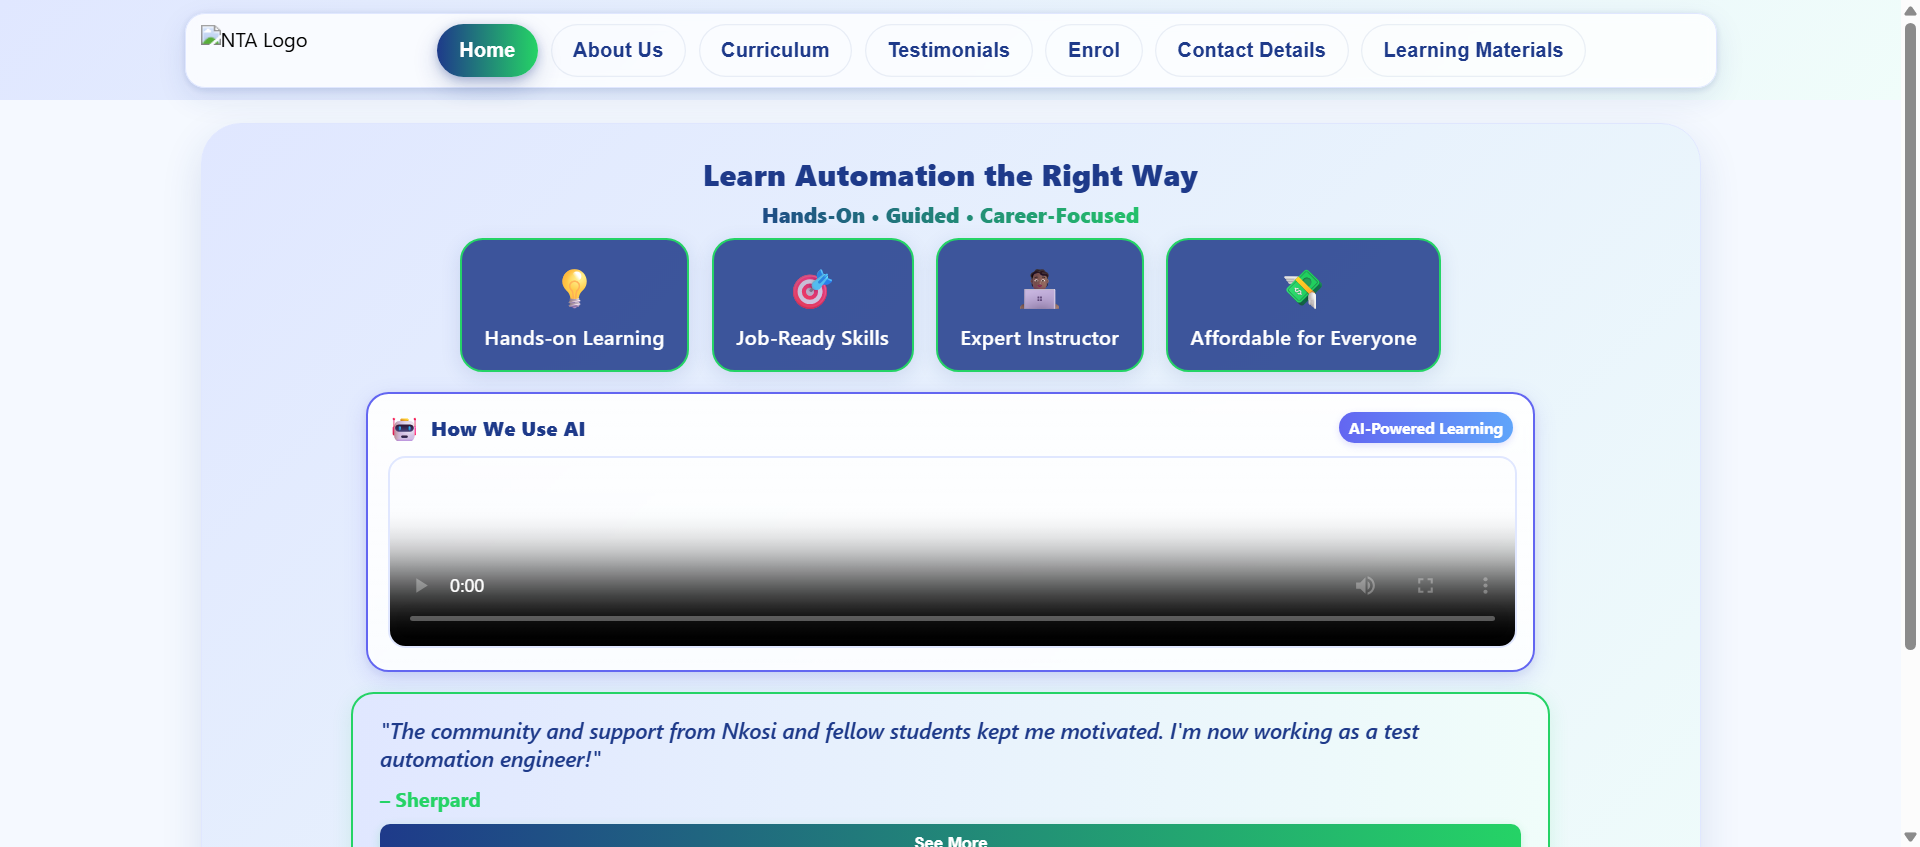 NTA Logo
Home
About Us
Curriculum
Testimonials
Enrol
Contact Details
Learning Materials
Learn Automation the Right Way
Hands-On • Guided • Career-Focused
Hands-on Learning
Job-Ready Skills
Expert Instructor
Affordable for Everyone
How We Use AI
AI-Powered Learning
0:00
"The community and support from Nkosi and fellow students kept me motivated. I'm now working as a test
automation engineer!"
– Sherpard
See More